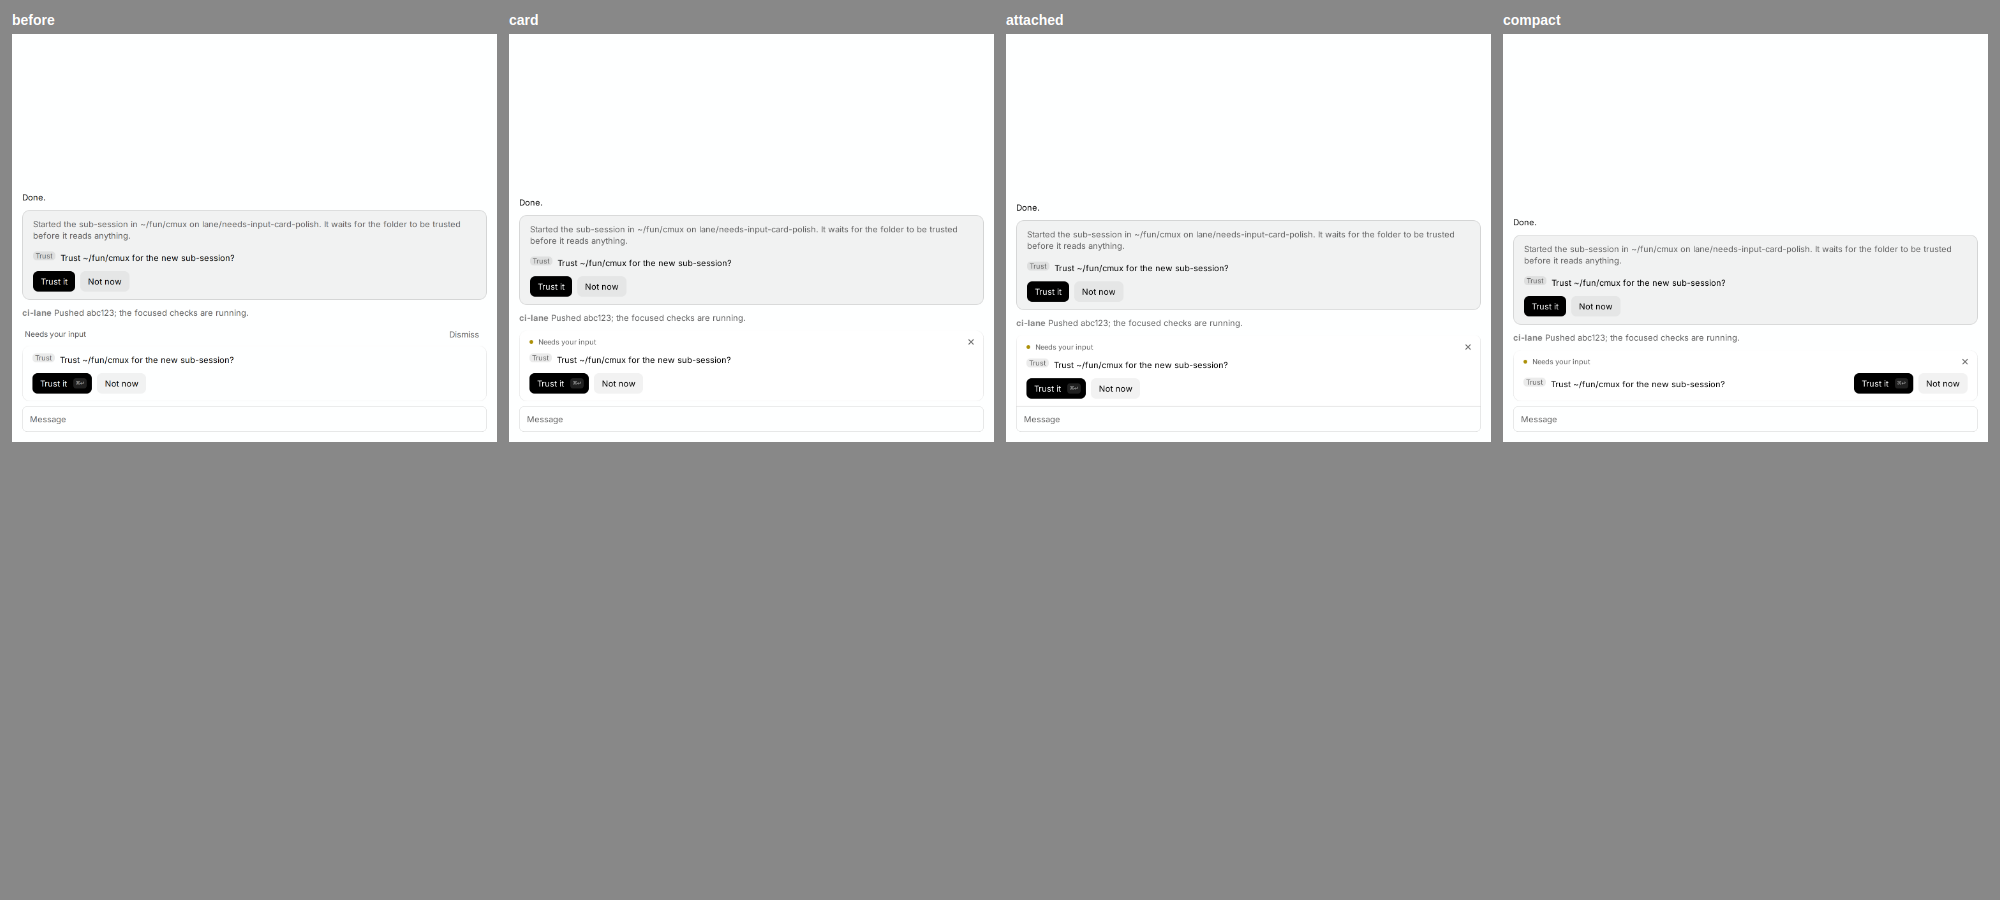 before
Done.
Started the sub-session in ~/fun/cmux on lane/needs-input-card-polish. It waits for the folder to be trusted
before it reads anything.
Trust Trust ~/fun/cmux for the new sub-session?
Trust it Not now
ci-lane Pushed abc123; the focused checks are running.
Needs your input Dismiss
Trust Trust ~/fun/cmux for the new sub-session?
Trust it ⌘↵ Not now
Message
card
Done.
Started the sub-session in ~/fun/cmux on lane/needs-input-card-polish. It waits for the folder to be trusted
before it reads anything.
Trust Trust ~/fun/cmux for the new sub-session?
Trust it Not now
ci-lane Pushed abc123; the focused checks are running.
Needs your input ✕
Trust Trust ~/fun/cmux for the new sub-session?
Trust it ⌘↵ Not now
Message
attached
Done.
Started the sub-session in ~/fun/cmux on lane/needs-input-card-polish. It waits for the folder to be trusted
before it reads anything.
Trust Trust ~/fun/cmux for the new sub-session?
Trust it Not now
ci-lane Pushed abc123; the focused checks are running.
Needs your input ✕
Trust Trust ~/fun/cmux for the new sub-session?
Trust it ⌘↵ Not now
Message
compact
Done.
Started the sub-session in ~/fun/cmux on lane/needs-input-card-polish. It waits for the folder to be trusted
before it reads anything.
Trust Trust ~/fun/cmux for the new sub-session?
Trust it Not now
ci-lane Pushed abc123; the focused checks are running.
Needs your input ✕
Trust Trust ~/fun/cmux for the new sub-session? Trust it ⌘↵ Not now
Message